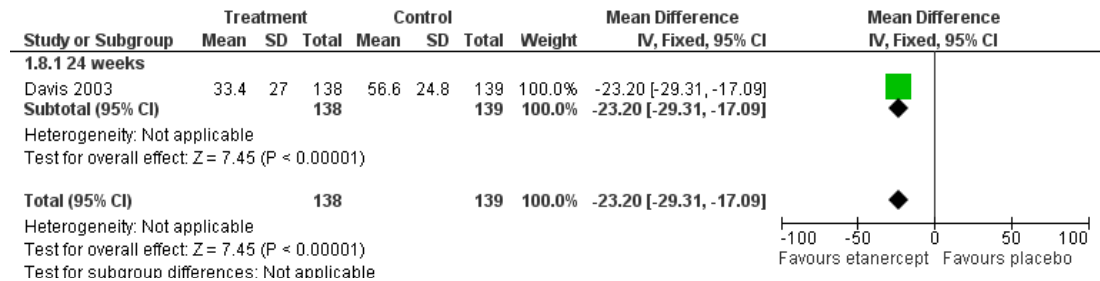 Treatment Control Mean Difference Mean Difference
Study or Subgroup Mean SD Total Mean SD Total Weight IV, Fixed, 95% CI IV, Fixed, 95% CI
1.8.1 24 weeks
Davis 2003 33.4 27 138 56.6 24.8 139 100.0% -23.20 [-29.31, -17.09]
Subtotal (95% CI) 138 139 100.0% -23.20 [-29.31, -17.09]
Heterogeneity: Not applicable
Test for overall effect: Z = 7.45 (P < 0.00001)
Total (95% CI) 138 139 100.0% -23.20 [-29.31, -17.09]
Heterogeneity: Not applicable
Test for overall effect: Z = 7.45 (P < 0.00001)
Test for subgroup differences: Not applicable
-100 -50 0 50 100
Favours etanercept Favours placebo